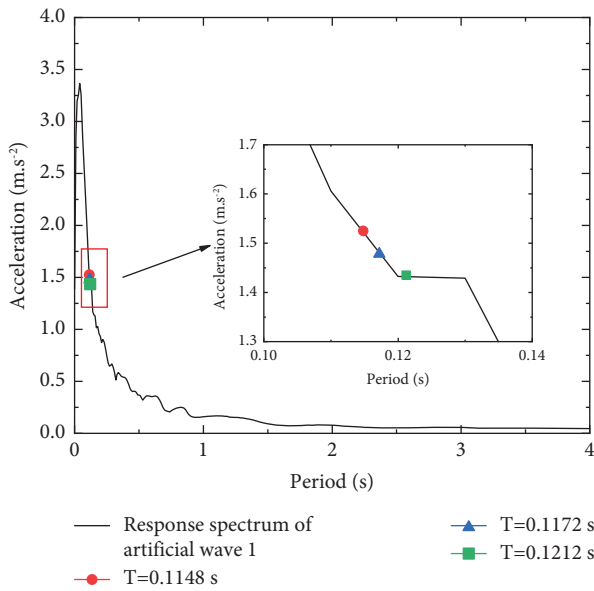 4.0
3.5
3.0
2.5
2.0
1.5
1.0
0.5
0.0
Acceleration (m.s-2)
0 1 2 3 4
Period (s)
1.7
1.6
1.5
1.4
1.3
Acceleration (m.s-2)
0.10 0.12 0.14
Period (s)
Response spectrum of
artificial wave 1
T=0.1148 s
T=0.1172 s
T=0.1212 s